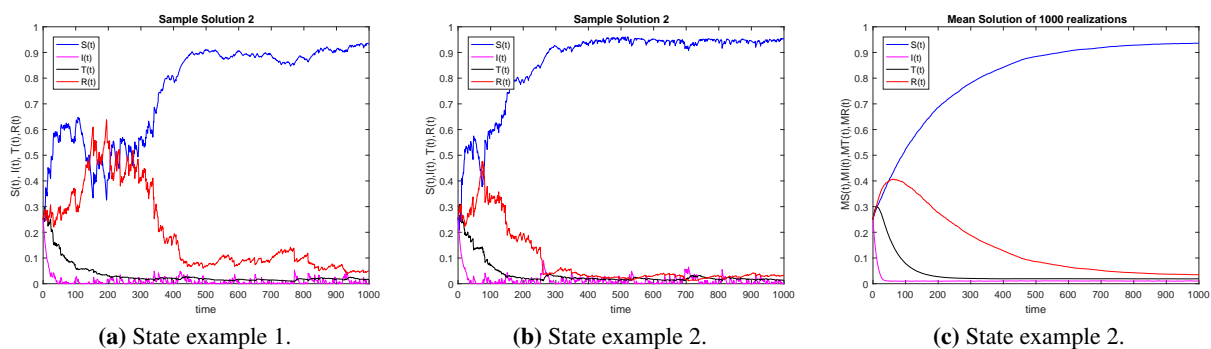 Sample Solution 2
S(t), I(t), T(t),R(t)
1
0.9
0.8
0.7
0.6
0.5
0.4
0.3
0.2
0.1
0
S(t)
I(t)
T(t)
R(t)
0 100 200 300 400 500 600 700 800 900 1000
time
(a) State example 1.
Sample Solution 2
S(t),I(t), T(t),R(t)
1
0.9
0.8
0.7
0.6
0.5
0.4
0.3
0.2
0.1
0
S(t)
I(t)
T(t)
R(t)
0 100 200 300 400 500 600 700 800 900 1000
time
(b) State example 2.
Mean Solution of 1000 realizations
MS(t),MI(t),MT(t),MR(t)
1
0.9
0.8
0.7
0.6
0.5
0.4
0.3
0.2
0.1
0
S(t)
I(t)
T(t)
R(t)
0 100 200 300 400 500 600 700 800 900 1000
time
(c) State example 2.